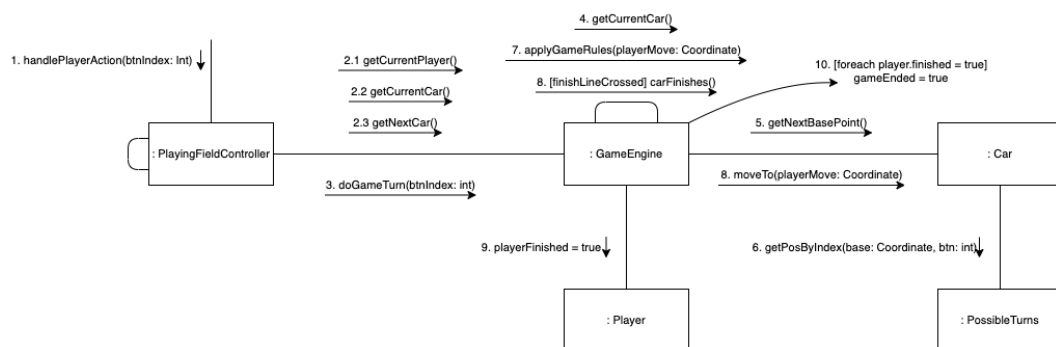 4. getCurrentCar()
1. handlePlayerAction(btnIndex: Int)
2.1 getCurrentPlayer()
7. applyGameRules(playerMove: Coordinate)
10. [foreach player.finished = true]
gameEnded = true
2.2 getCurrentCar()
8. [finishLineCrossed] carFinishes()
2.3 getNextCar()
5. getNextBasePoint()
: PlayingFieldController
: GameEngine
: Car
3. doGameTurn(btnIndex: int)
8. moveTo(playerMove: Coordinate)
9. playerFinished = true
6. getPosByIndex(base: Coordinate, btn: int)
: Player
: PossibleTurns